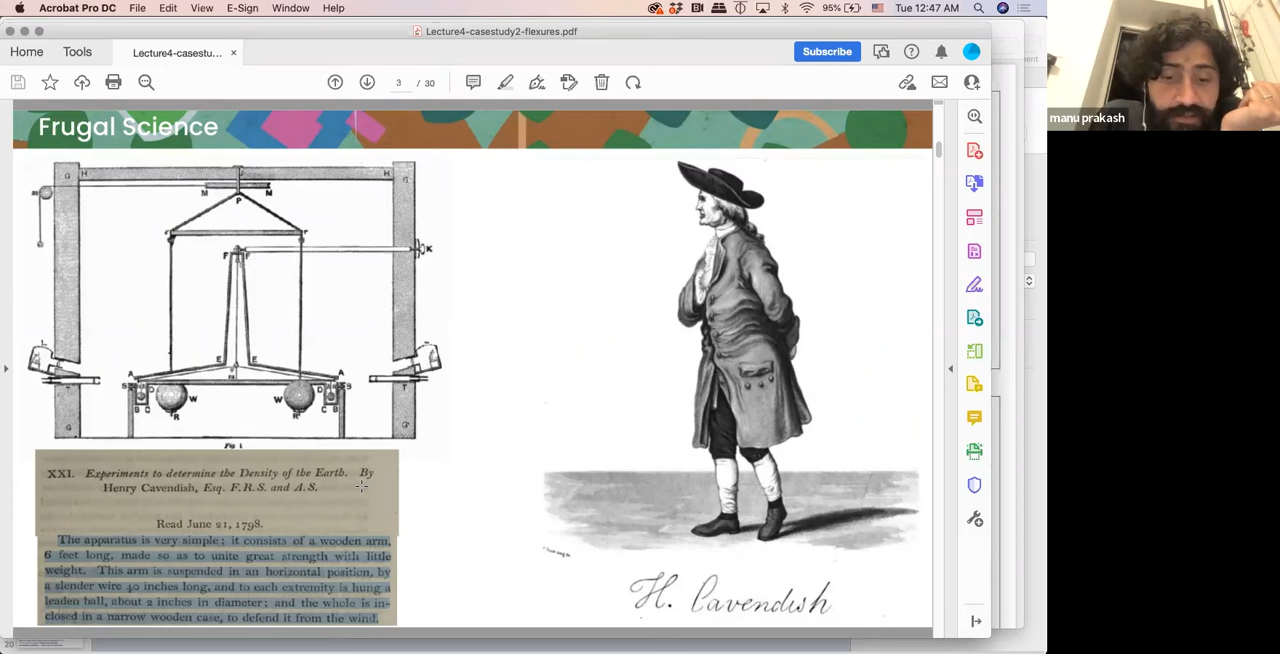 Acrobat Pro DC File Edit View E-Sign Window Help
95% Tue 12:47 AM
Lecture4-casestudy2-flexures.pdf
Home Tools Lecture4-casestu... ×
Subscribe
3 / 30
manu prakash
Frugal Science
G H H G
M M
P
F F K
L
E E
A A
S D D S
W W
B C C B
R R
T T
G G
Fig 1
XXI. Experiments to determine the Density of the Earth. By
Henry Cavendish, Esq. F.R.S. and A.S.
Read June 21, 1798.
The apparatus is very simple; it consists of a wooden arm,
6 feet long, made so as to unite great strength with little
weight. This arm is suspended in an horizontal position, by
a slender wire 40 inches long, and to each extremity is hung a
leaden ball, about 2 inches in diameter; and the whole is in-
closed in a narrow wooden case, to defend it from the wind.
H. Cavendish
20